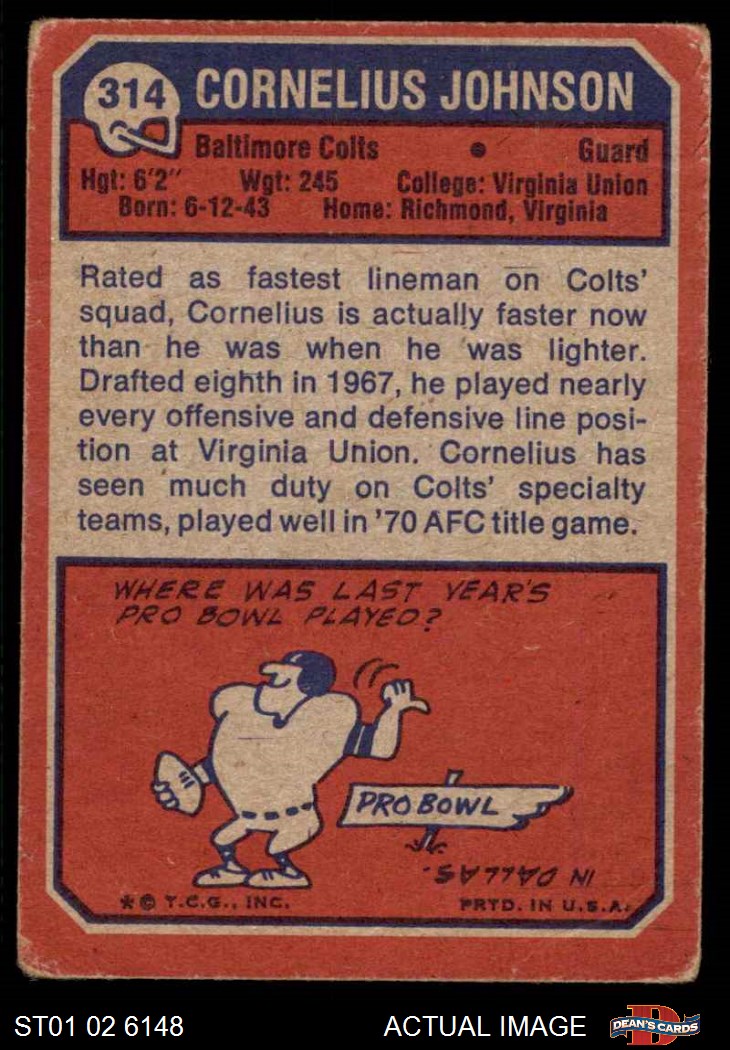 314 CORNELIUS JOHNSON
Baltimore Colts • Guard
Hgt: 6'2" Wgt: 245 College: Virginia Union
Born: 6-12-43 Home: Richmond, Virginia
Rated as fastest lineman on Colts'
squad, Cornelius is actually faster now
than he was when he was lighter.
Drafted eighth in 1967, he played nearly
every offensive and defensive line posi-
tion at Virginia Union. Cornelius has
seen much duty on Colts' specialty
teams, played well in '70 AFC title game.
WHERE WAS LAST YEAR'S
PRO BOWL PLAYED?
PRO BOWL
IN DALLAS.
* © T.C.G., INC. PRTD. IN U.S.A.
ST01 02 6148 ACTUAL IMAGE D DEAN'S CARDS